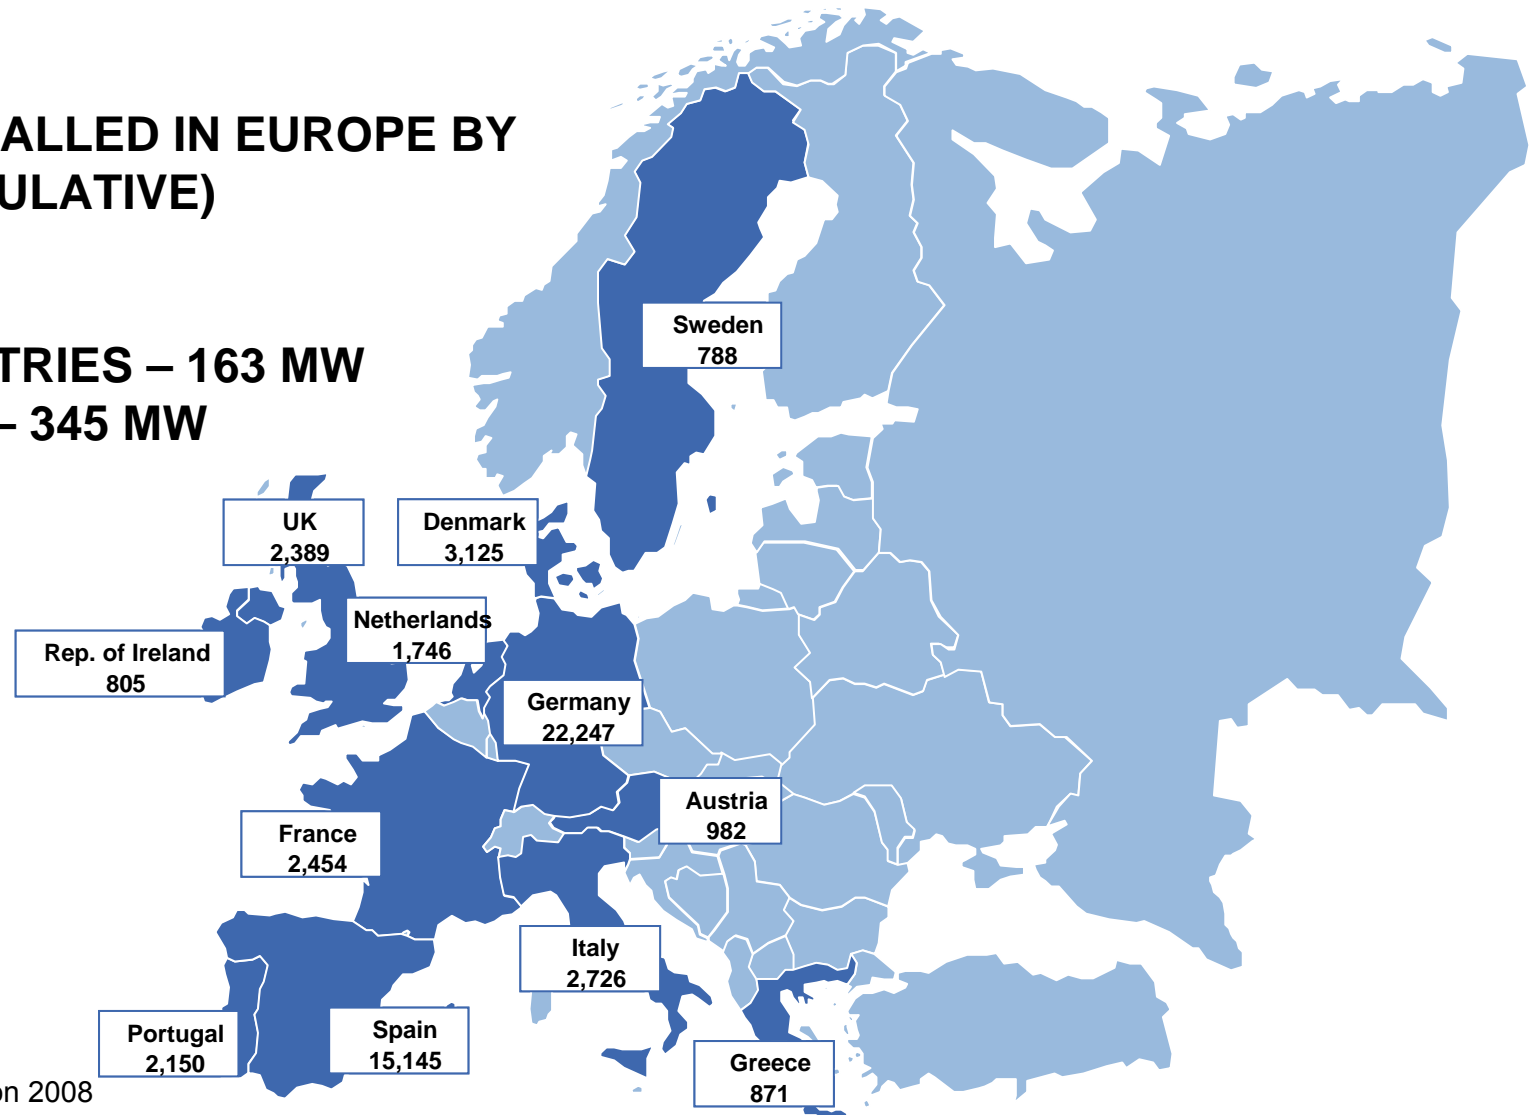 ALLED IN EUROPE BY
ULATIVE)
TRIES – 163 MW
– 345 MW
Sweden
788
UK
2,389
Denmark
3,125
Netherlands
1,746
Rep. of Ireland
805
Germany
22,247
Austria
982
France
2,454
Italy
2,726
Portugal
2,150
Spain
15,145
Greece
871
on 2008